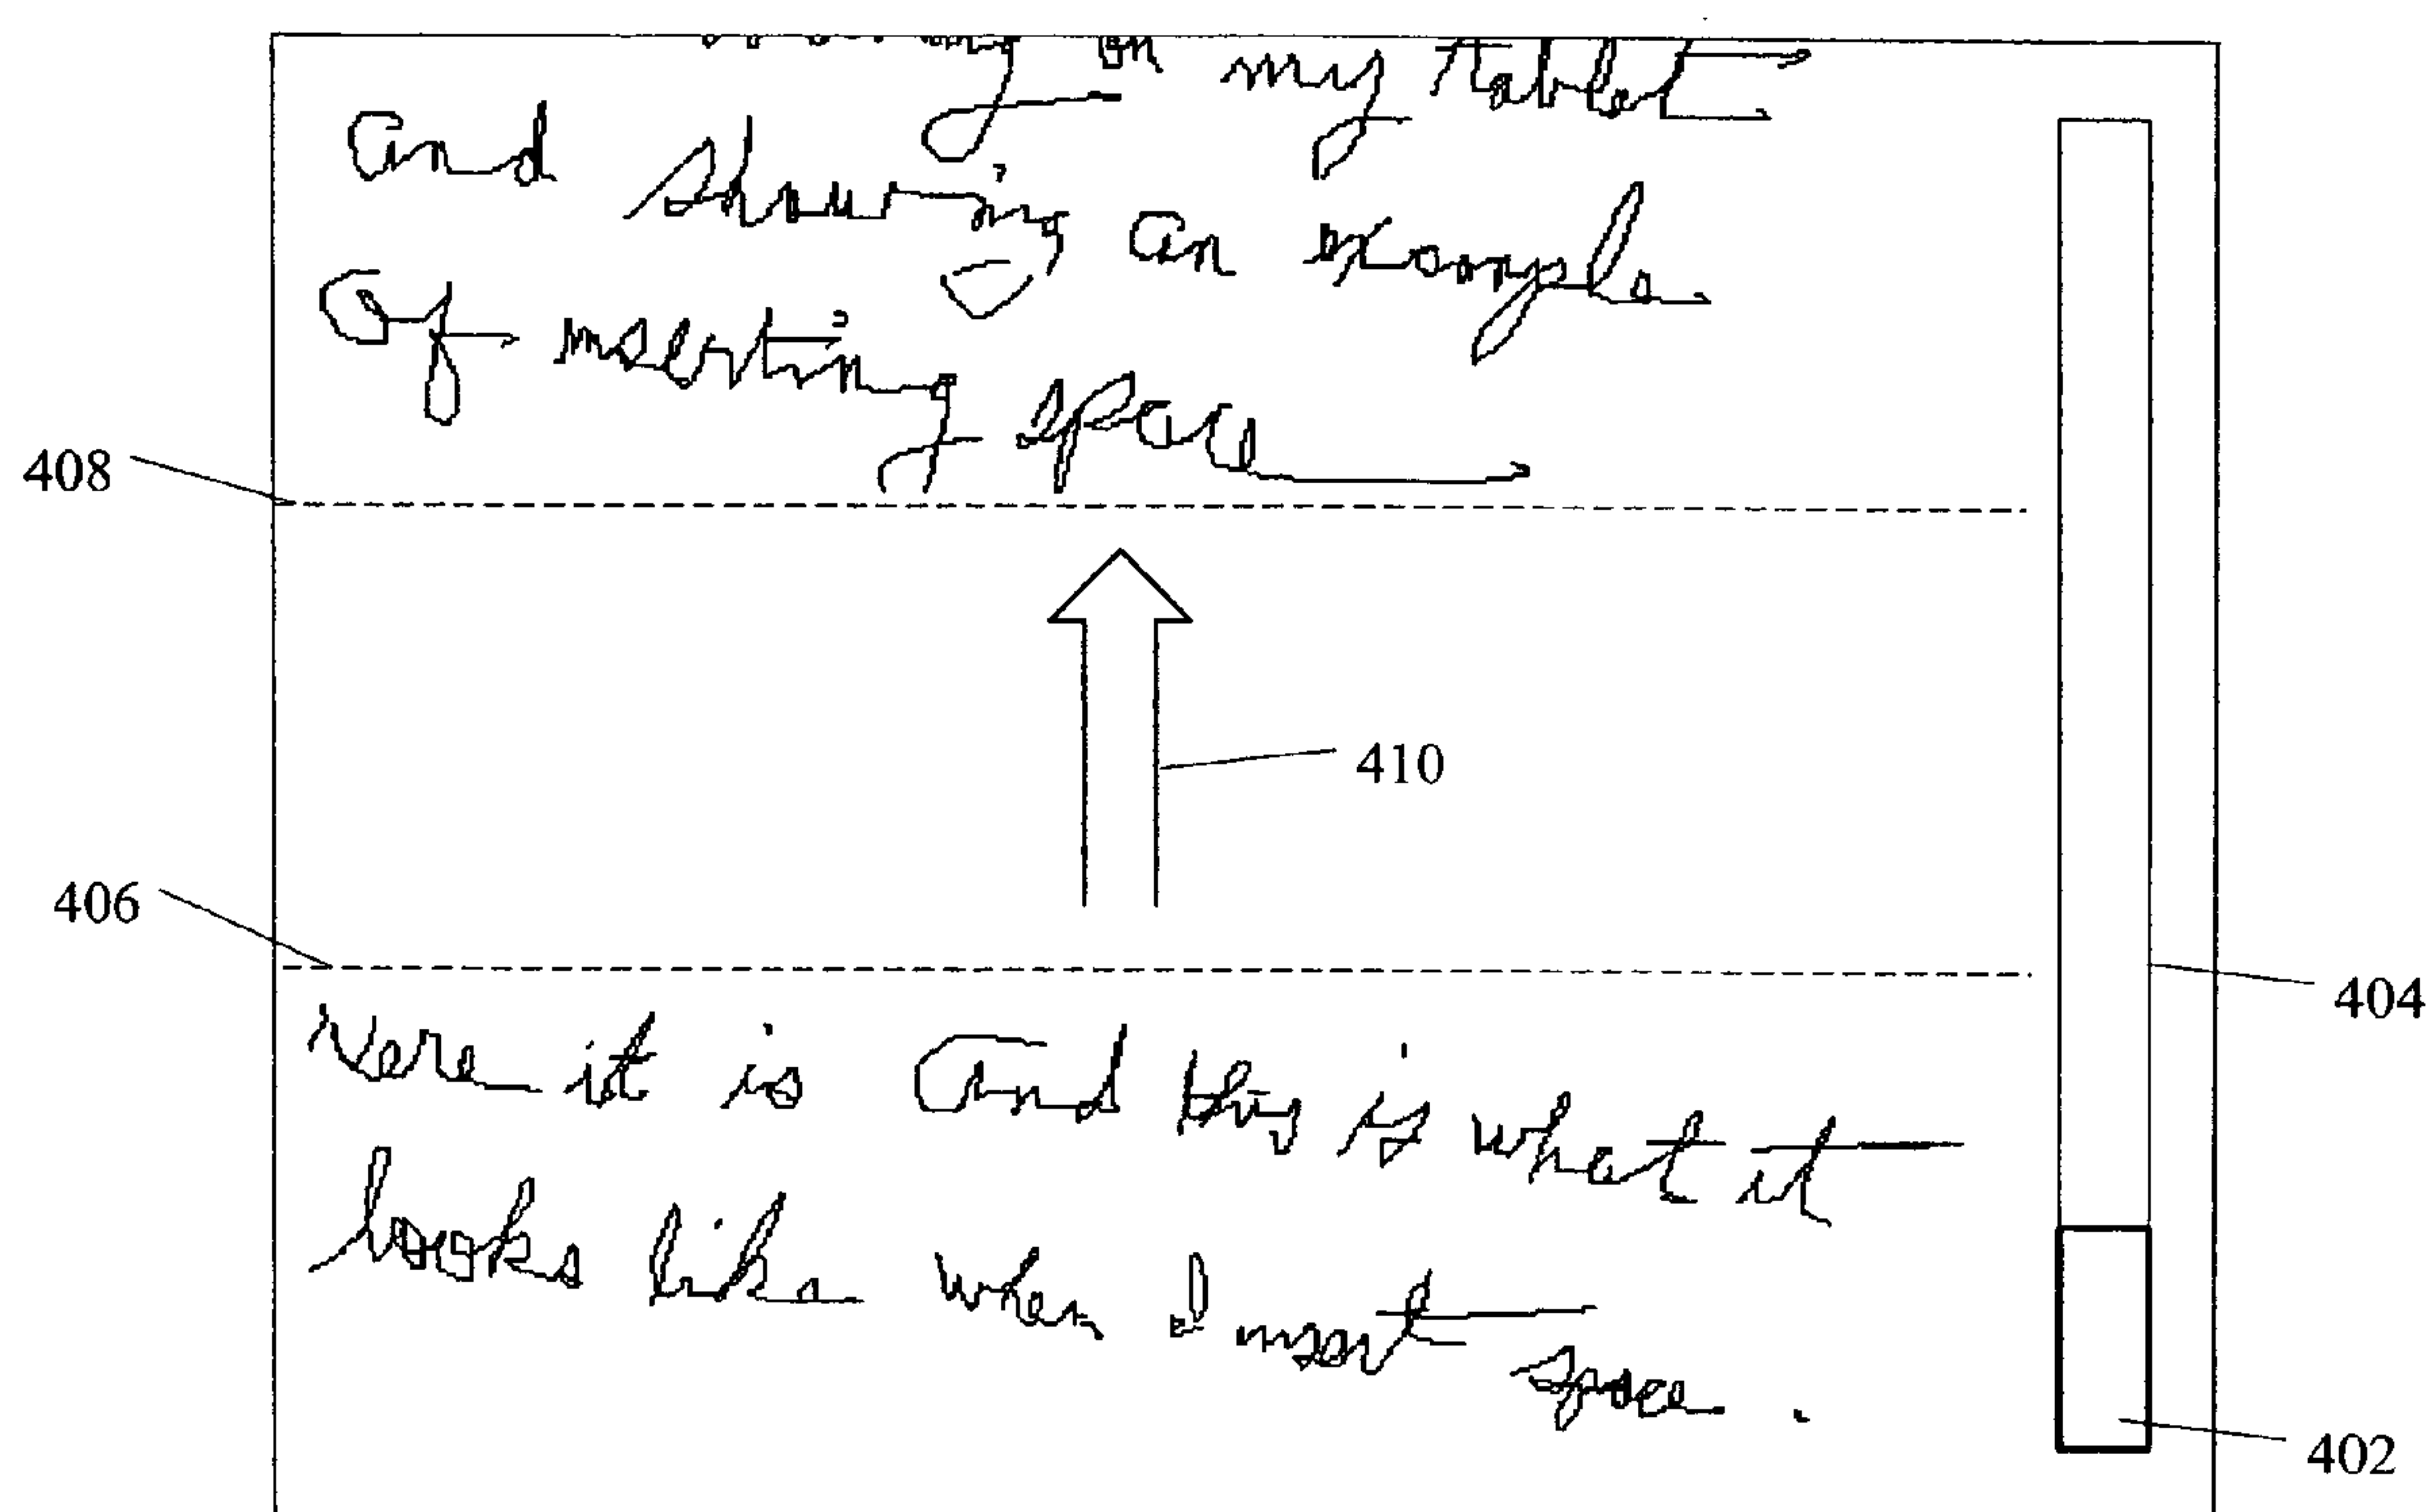 on my tablet
and showing an example
of inserting space
408
410
406
404
Here it is and this is what it
looks like when I insert space.
402